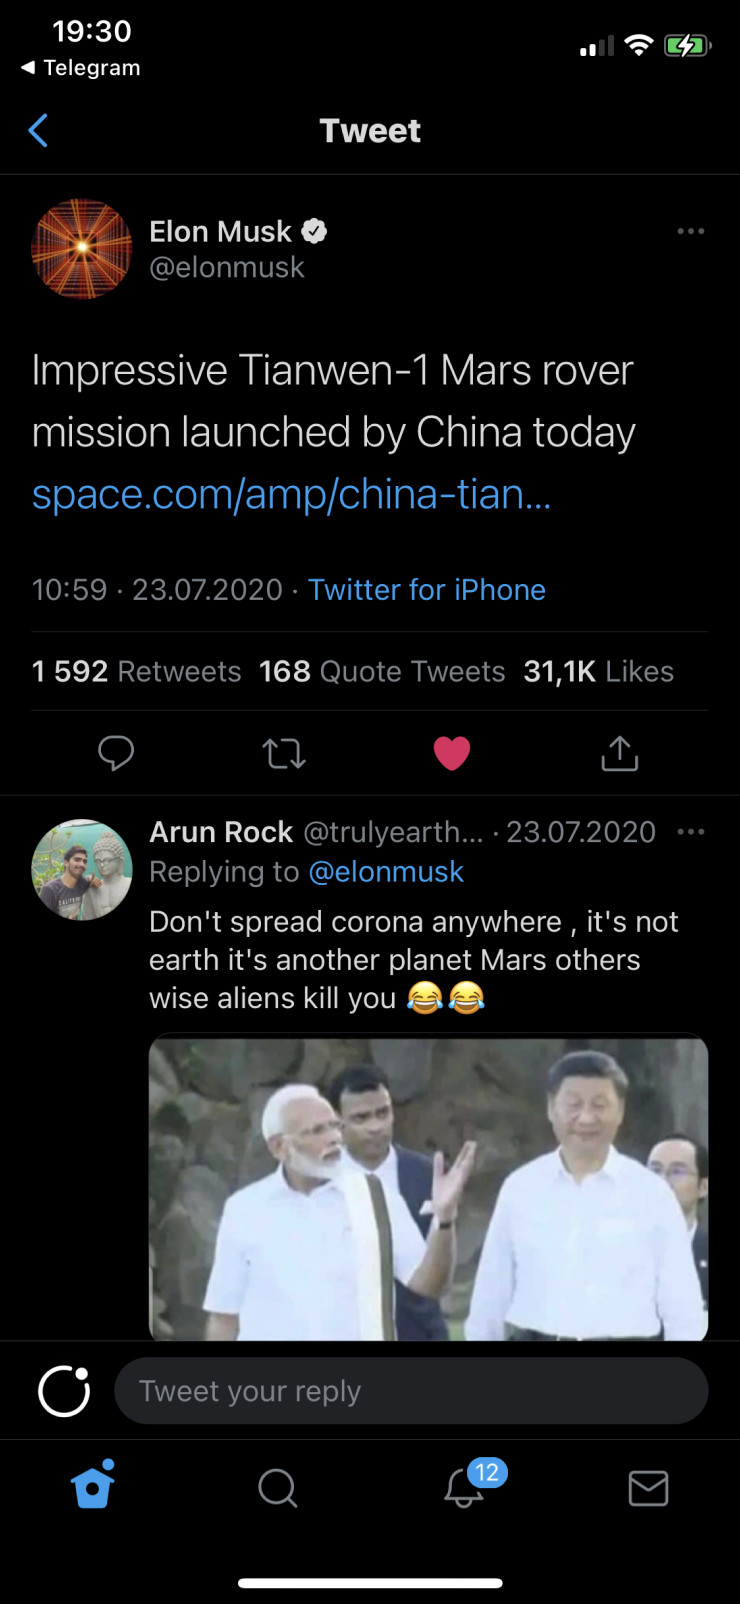 19:30
◀ Telegram
Tweet
Elon Musk
@elonmusk
Impressive Tianwen-1 Mars rover
mission launched by China today
space.com/amp/china-tian...
10:59 · 23.07.2020 · Twitter for iPhone
1 592 Retweets 168 Quote Tweets 31,1K Likes
Arun Rock @trulyearth... · 23.07.2020
Replying to @elonmusk
Don't spread corona anywhere , it's not
earth it's another planet Mars others
wise aliens kill you 😂😂
Tweet your reply
12